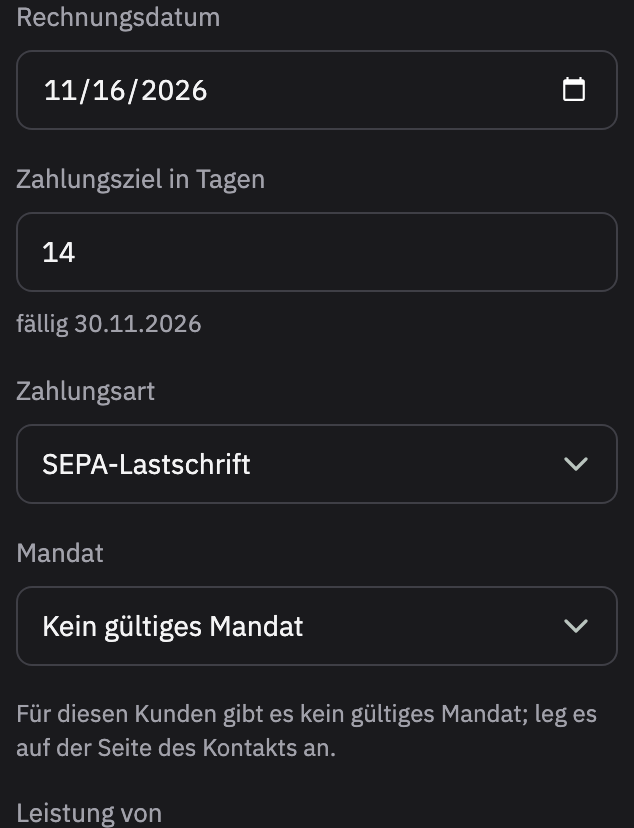 Rechnungsdatum
11/16/2026
Zahlungsziel in Tagen
14
fällig 30.11.2026
Zahlungsart
SEPA-Lastschrift
Mandat
Kein gültiges Mandat
Für diesen Kunden gibt es kein gültiges Mandat; leg es
auf der Seite des Kontakts an.
Leistung von